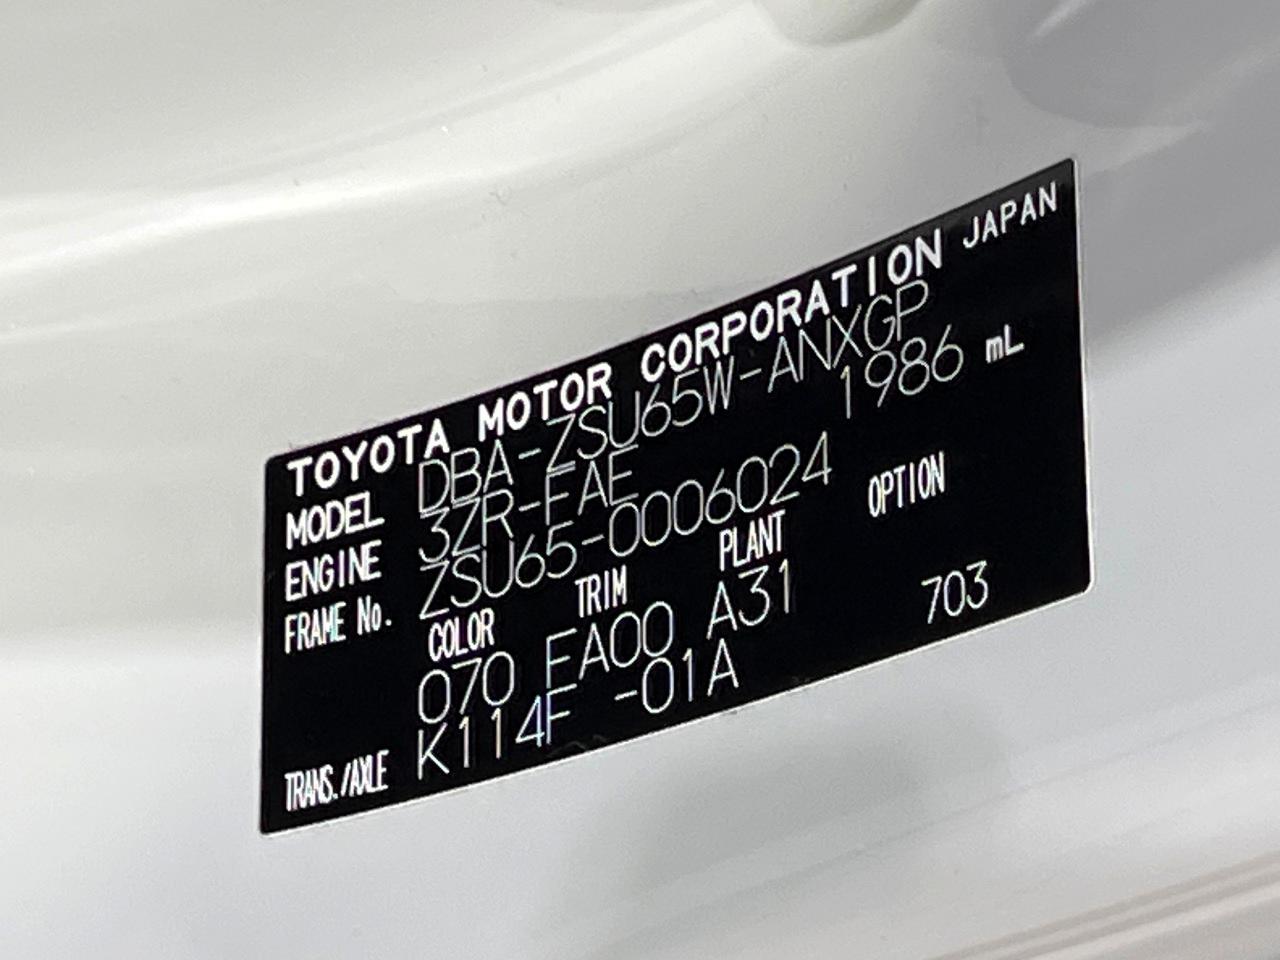 TOYOTA MOTOR CORPORATION JAPAN
MODEL DBA-ZSU65W-ANXGP
ENGINE 3ZR-FAE 1986 mL
FRAME No. ZSU65-0006024
COLOR TRIM PLANT OPTION
070 FA00 A31 703
TRANS./AXLE K114F -01A